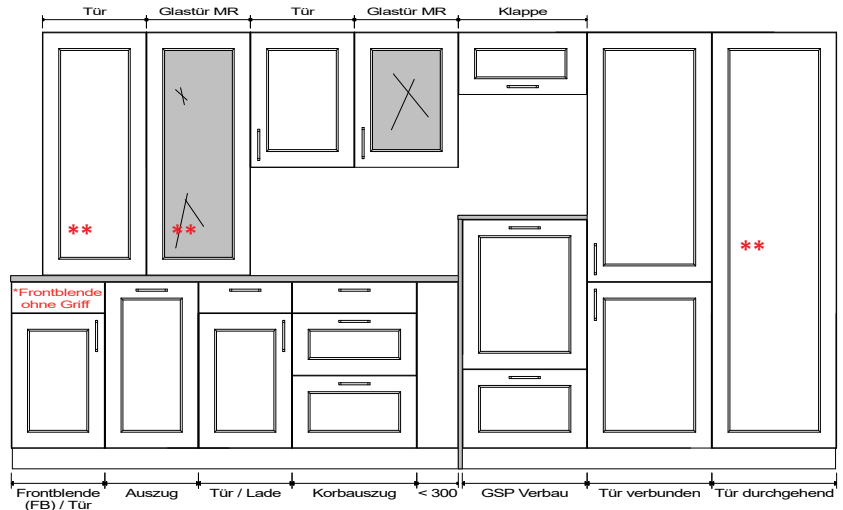 Tür
Glastür MR
Tür
Glastür MR
Klappe
**
**
**
*Frontblende
ohne Griff
Frontblende
(FB) / Tür
Auszug
Tür / Lade
Korbauszug
< 300
GSP Verbau
Tür verbunden
Tür durchgehend